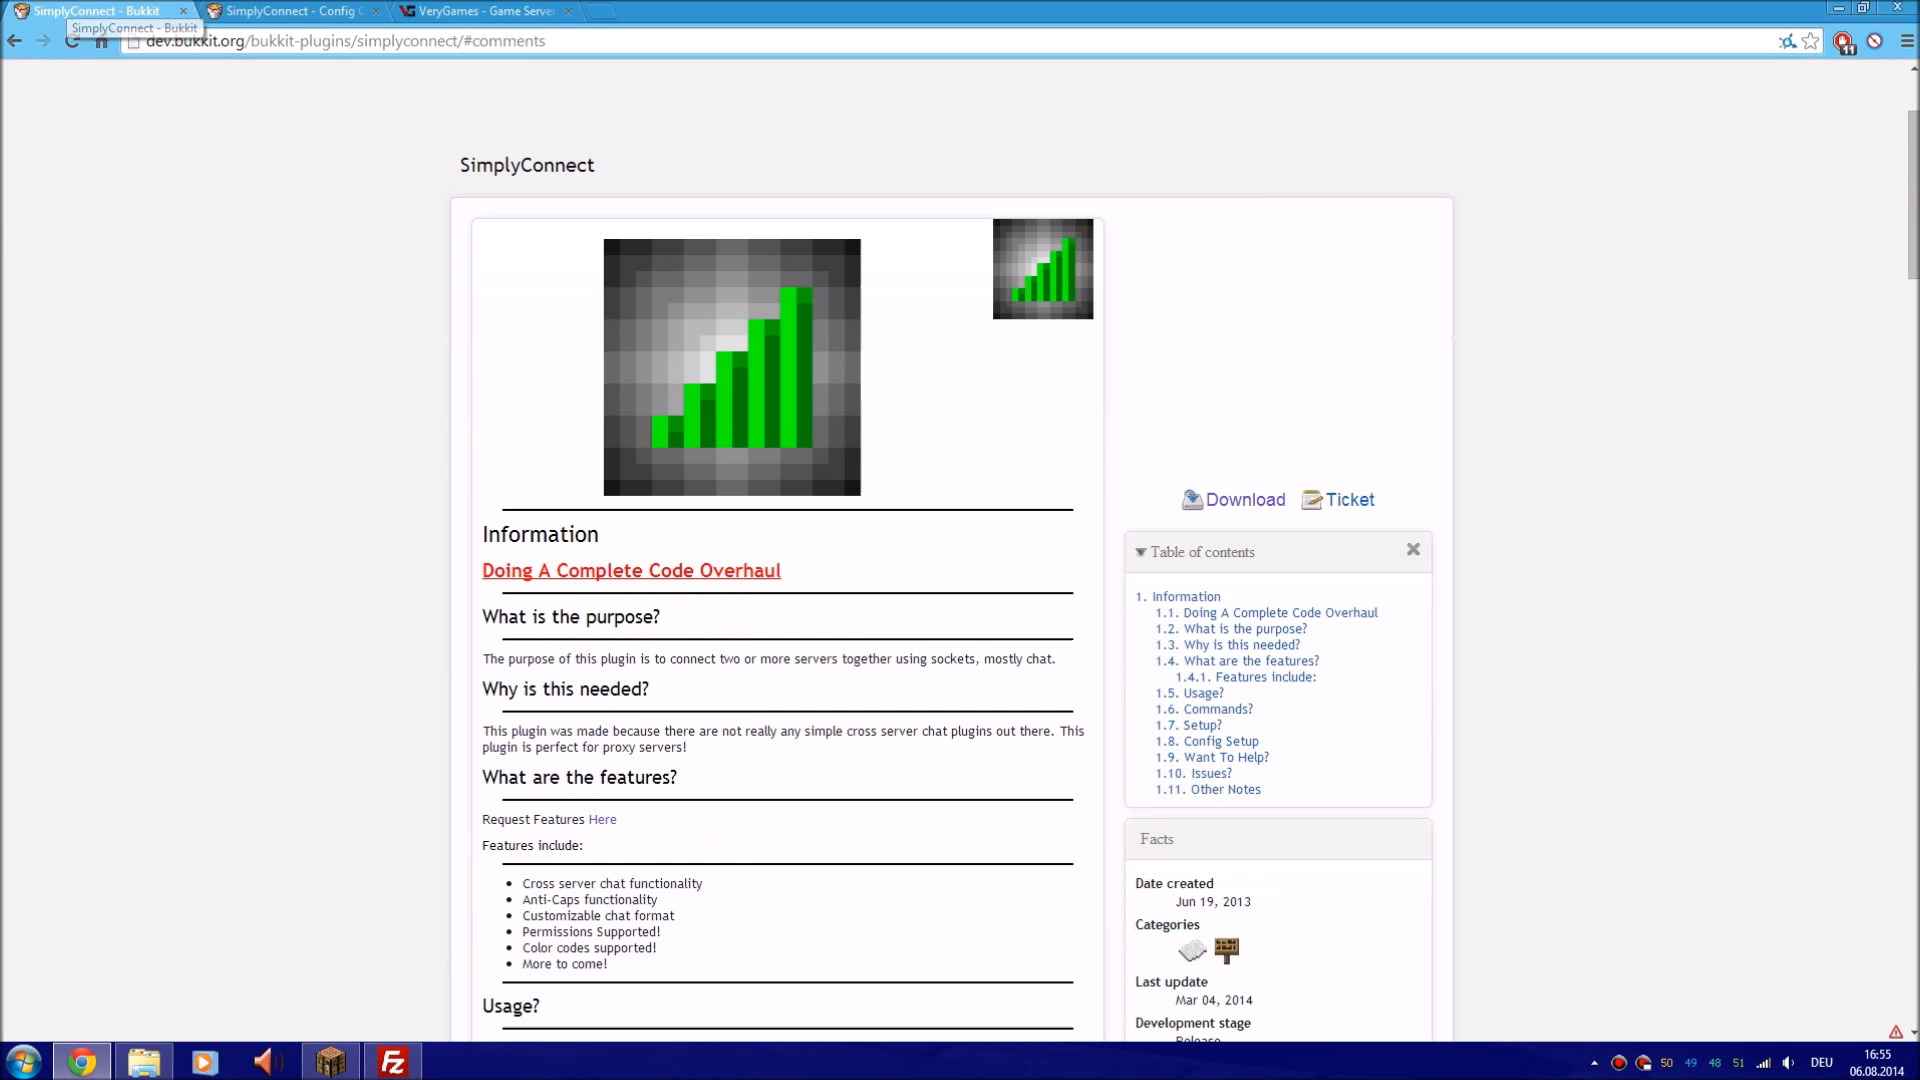 SimplyConnect - Bukkit
SimplyConnect - Config
VeryGames - Game Serve
SimplyConnect - Bukkit
dev.bukkit.org/bukkit-plugins/simplyconnect/#comments
11
SimplyConnect
Download
Ticket
Information
Doing A Complete Code Overhaul
What is the purpose?
The purpose of this plugin is to connect two or more servers together using sockets, mostly chat.
Why is this needed?
This plugin was made because there are not really any simple cross server chat plugins out there. This
plugin is perfect for proxy servers!
What are the features?
Request Features Here
Features include:
Cross server chat functionality
Anti-Caps functionality
Customizable chat format
Permissions Supported!
Color codes supported!
More to come!
Usage?
Table of contents
1. Information
1.1. Doing A Complete Code Overhaul
1.2. What is the purpose?
1.3. Why is this needed?
1.4. What are the features?
1.4.1. Features include:
1.5. Usage?
1.6. Commands?
1.7. Setup?
1.8. Config Setup
1.9. Want To Help?
1.10. Issues?
1.11. Other Notes
Facts
Date created
Jun 19, 2013
Categories
Last update
Mar 04, 2014
Development stage
Release
50 49 48 51
DEU
16:55
06.08.2014